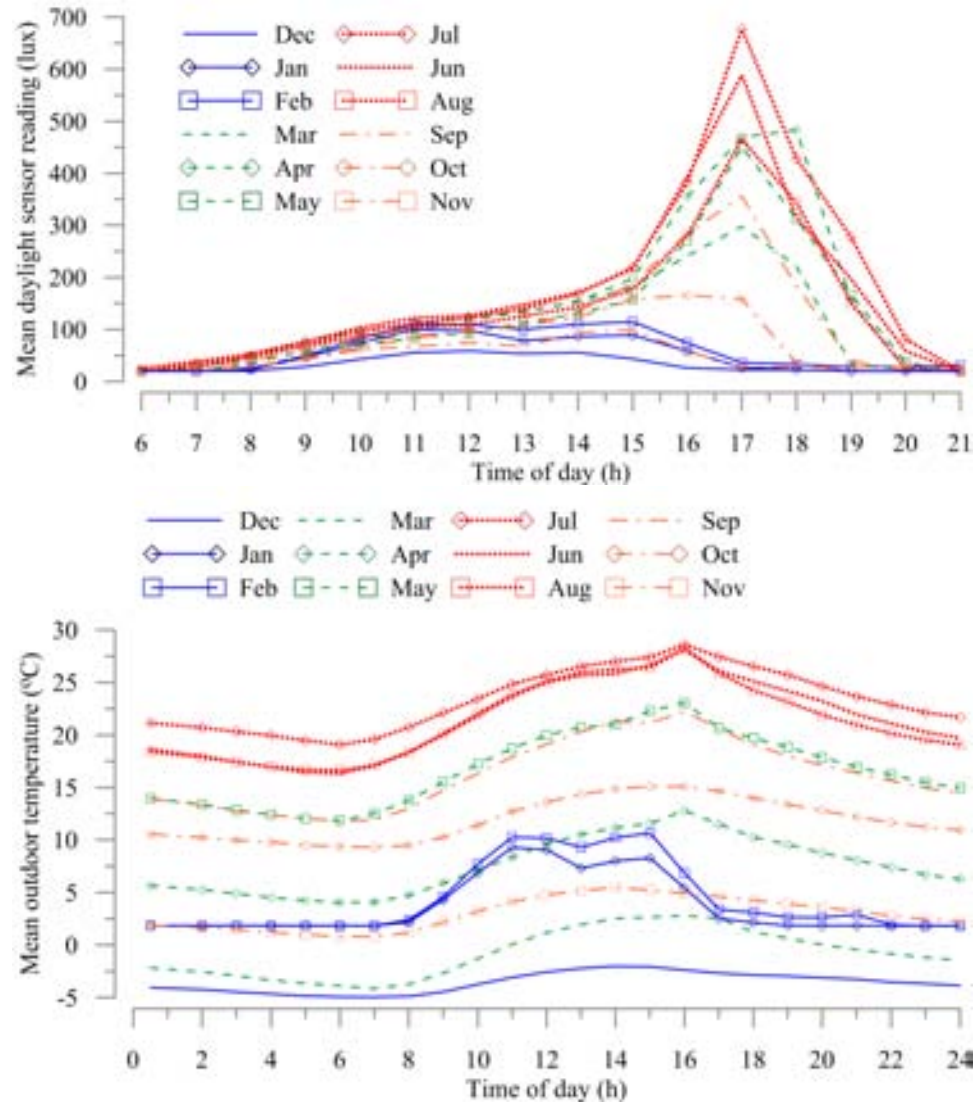 Mean daylight sensor reading (lux)
700
600
500
400
300
200
100
0
Dec Jul
Jan Jun
Feb Aug
Mar Sep
Apr Oct
May Nov
6 7 8 9 10 11 12 13 14 15 16 17 18 19 20 21
Time of day (h)
Dec Mar Jul Sep
Jan Apr Jun Oct
Feb May Aug Nov
Mean outdoor temperature (ºC)
30
25
20
15
10
5
0
-5
0 2 4 6 8 10 12 14 16 18 20 22 24
Time of day (h)